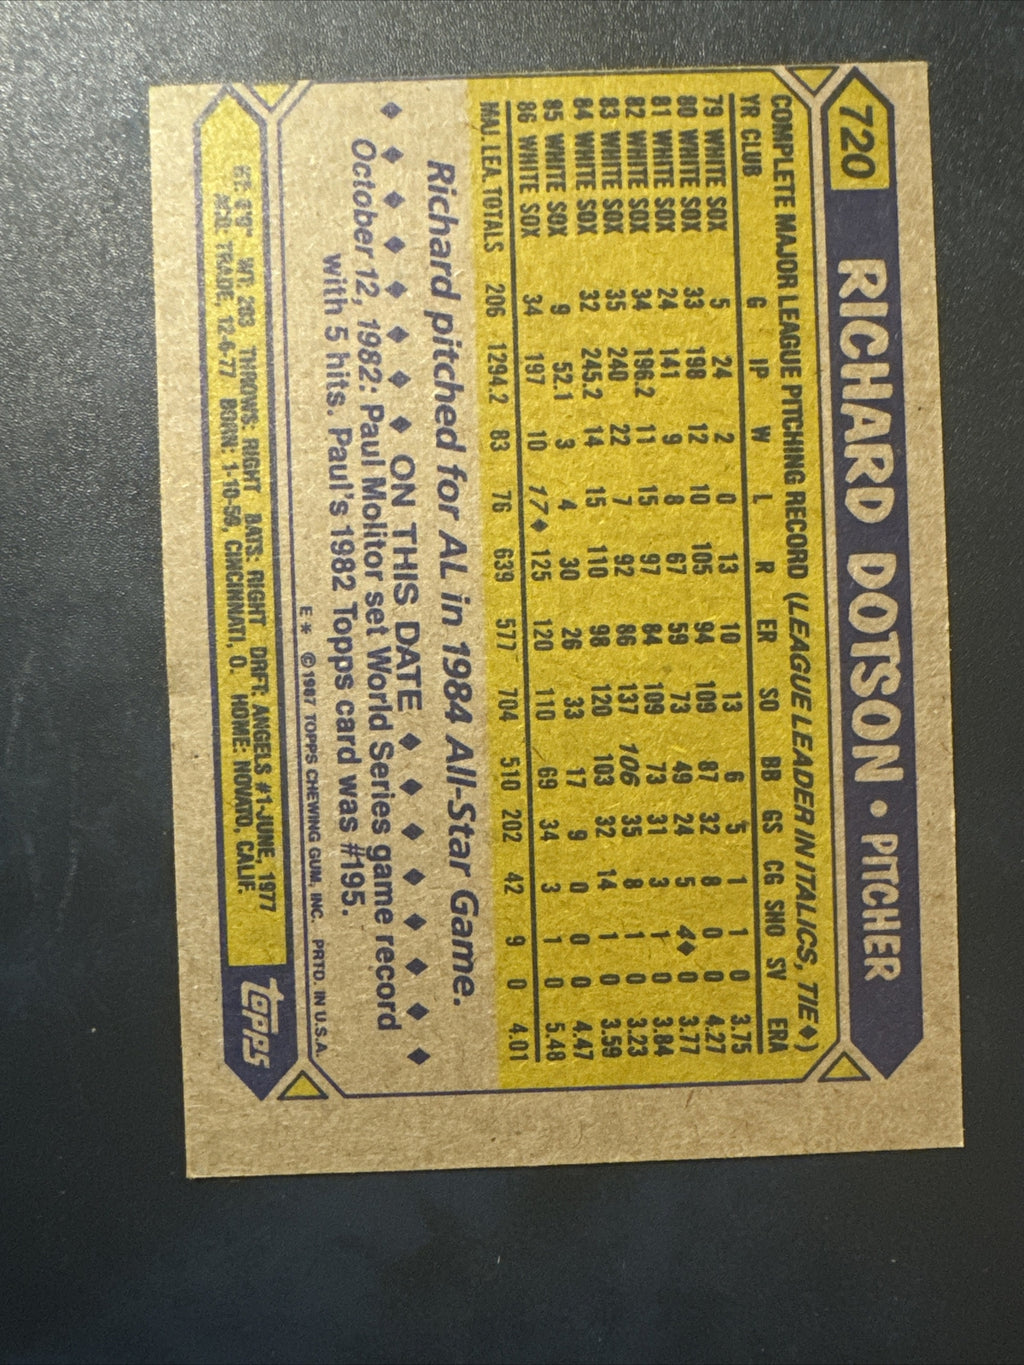 720 RICHARD DOTSON • PITCHER
COMPLETE MAJOR LEAGUE PITCHING RECORD (LEAGUE LEADER IN ITALICS, TIE♦)
YR CLUB G IP W L R ER SO BB GS CG SHO SV ERA
79 WHITE SOX 5 24 2 0 13 10 13 6 5 1 1 0 3.75
80 WHITE SOX 33 198 12 10 105 94 109 87 32 8 0 0 4.27
81 WHITE SOX 24 141 9 8 67 59 73 49 24 5 4♦ 0 3.77
82 WHITE SOX 34 196.2 11 15 97 84 109 73 31 3 1 0 3.84
83 WHITE SOX 35 240 22 7 92 86 137 106 35 8 1 0 3.23
84 WHITE SOX 32 245.2 14 15 110 98 120 103 32 14 1 0 3.59
85 WHITE SOX 9 52.1 3 4 30 26 33 17 9 0 0 0 4.47
86 WHITE SOX 34 197 10 17♦ 125 120 110 69 34 3 1 0 5.48
MAJ. LEA. TOTALS 206 1294.2 83 76 639 577 704 510 202 42 9 0 4.01
Richard pitched for AL in 1984 All-Star Game.
♦ ♦ ♦ ♦ ♦ ♦ ♦ ♦ ON THIS DATE ♦ ♦ ♦ ♦ ♦ ♦ ♦ ♦
October 12, 1982: Paul Molitor set World Series game record
with 5 hits. Paul's 1982 Topps card was #195.
E* ©1987 TOPPS CHEWING GUM, INC. PRTD. IN U.S.A.
HT: 6'0" WT: 203 THROWS: RIGHT BATS: RIGHT DRFT: ANGELS #1-JUNE, 1977
ACQ: TRADE, 12-6-77 BORN: 1-10-59, CINCINNATI, O. HOME: NOVATO, CALIF.
topps